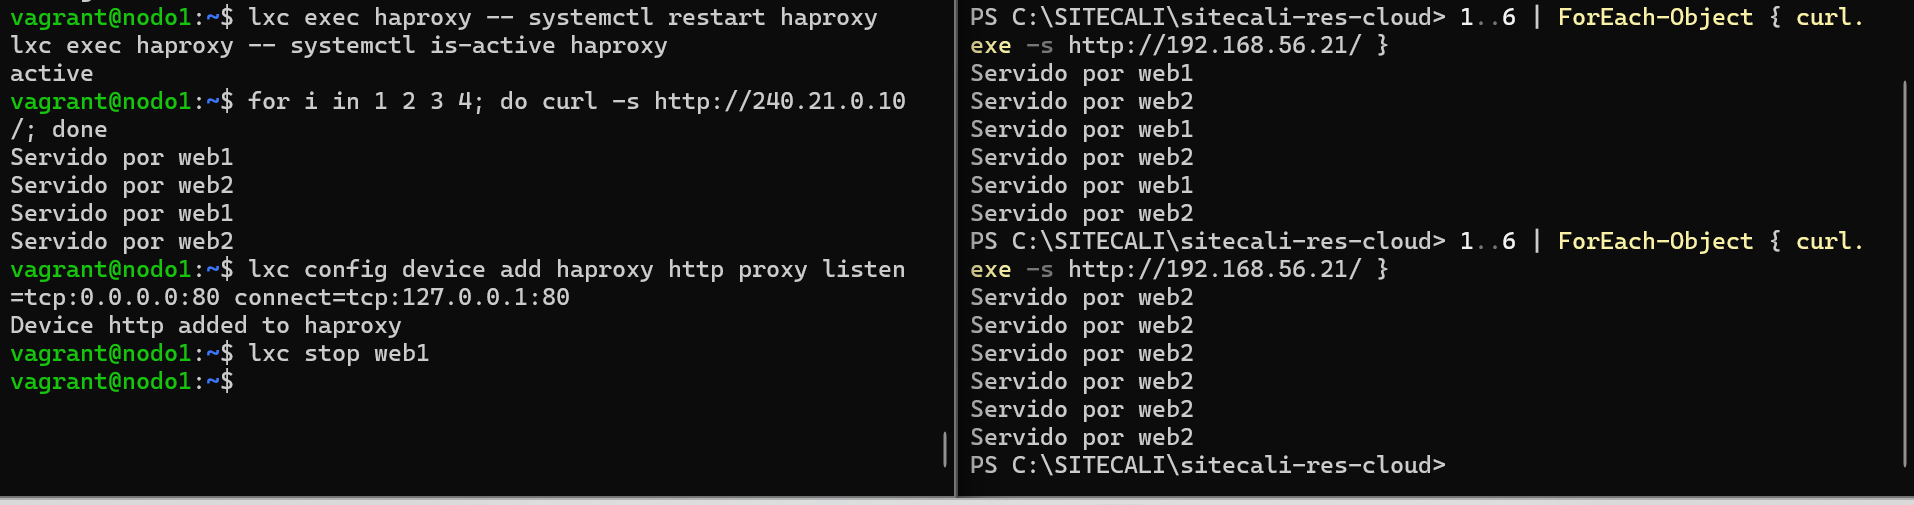 vagrant@nodo1:~$ lxc exec haproxy -- systemctl restart haproxy
lxc exec haproxy -- systemctl is-active haproxy
active
vagrant@nodo1:~$ for i in 1 2 3 4; do curl -s http://240.21.0.10
/; done
Servido por web1
Servido por web2
Servido por web1
Servido por web2
vagrant@nodo1:~$ lxc config device add haproxy http proxy listen
=tcp:0.0.0.0:80 connect=tcp:127.0.0.1:80
Device http added to haproxy
vagrant@nodo1:~$ lxc stop web1
vagrant@nodo1:~$
PS C:\SITECALI\sitecali-res-cloud> 1..6 | ForEach-Object { curl.
exe -s http://192.168.56.21/ }
Servido por web1
Servido por web2
Servido por web1
Servido por web2
Servido por web1
Servido por web2
PS C:\SITECALI\sitecali-res-cloud> 1..6 | ForEach-Object { curl.
exe -s http://192.168.56.21/ }
Servido por web2
Servido por web2
Servido por web2
Servido por web2
Servido por web2
Servido por web2
PS C:\SITECALI\sitecali-res-cloud>